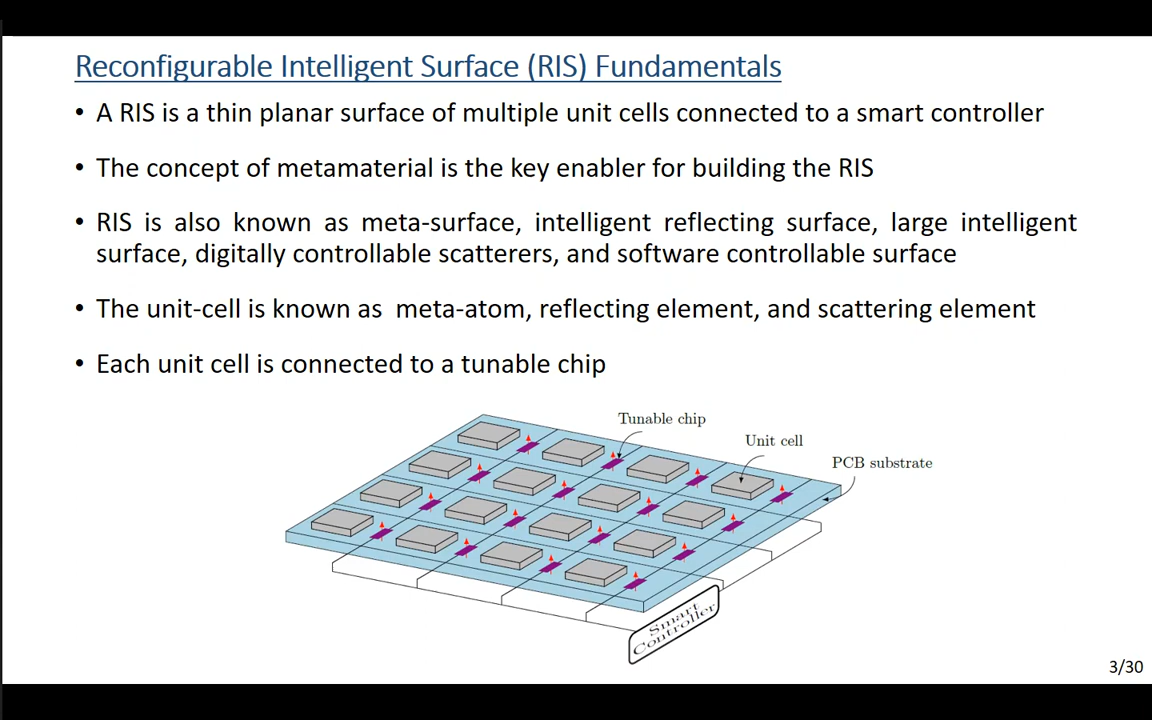 Reconfigurable Intelligent Surface (RIS) Fundamentals
• A RIS is a thin planar surface of multiple unit cells connected to a smart controller
• The concept of metamaterial is the key enabler for building the RIS
• RIS is also known as meta-surface, intelligent reflecting surface, large intelligent
surface, digitally controllable scatterers, and software controllable surface
• The unit-cell is known as  meta-atom, reflecting element, and scattering element
• Each unit cell is connected to a tunable chip
Tunable chip
Unit cell
PCB substrate
Smart
Controller
3/30